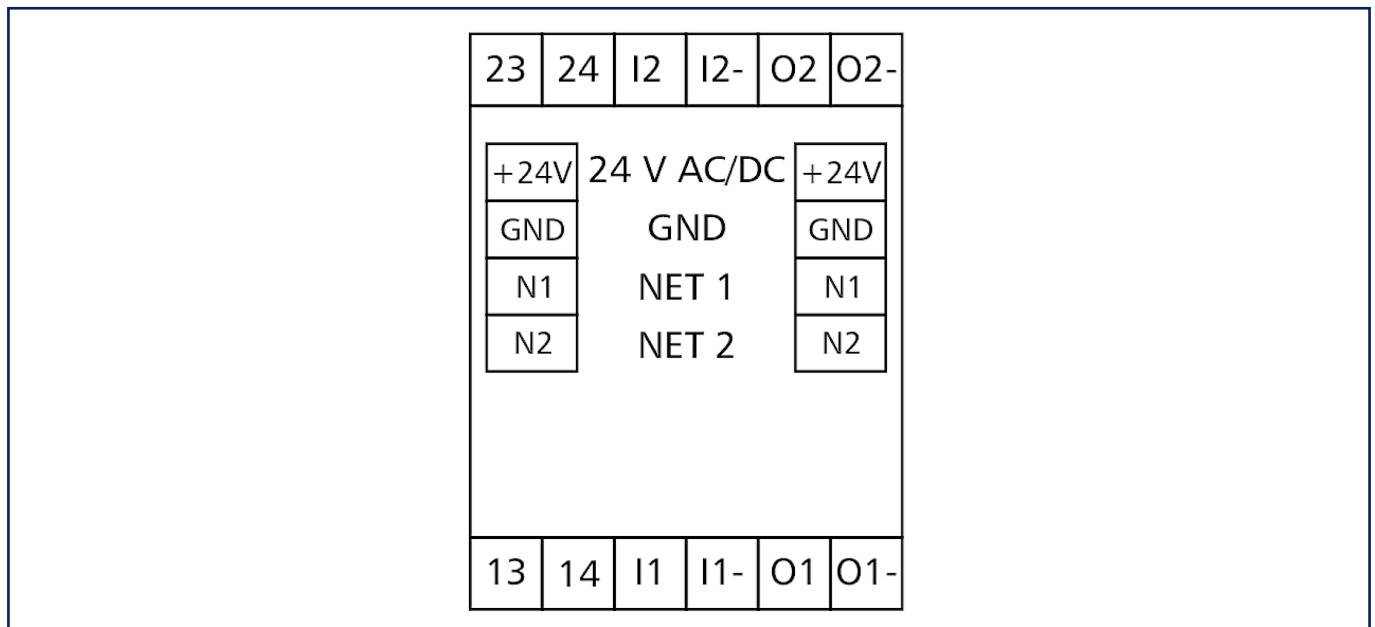 23 24 I2 I2- O2 O2-
+24V 24 V AC/DC +24V
GND GND GND
N1 NET 1 N1
N2 NET 2 N2
13 14 I1 I1- O1 O1-